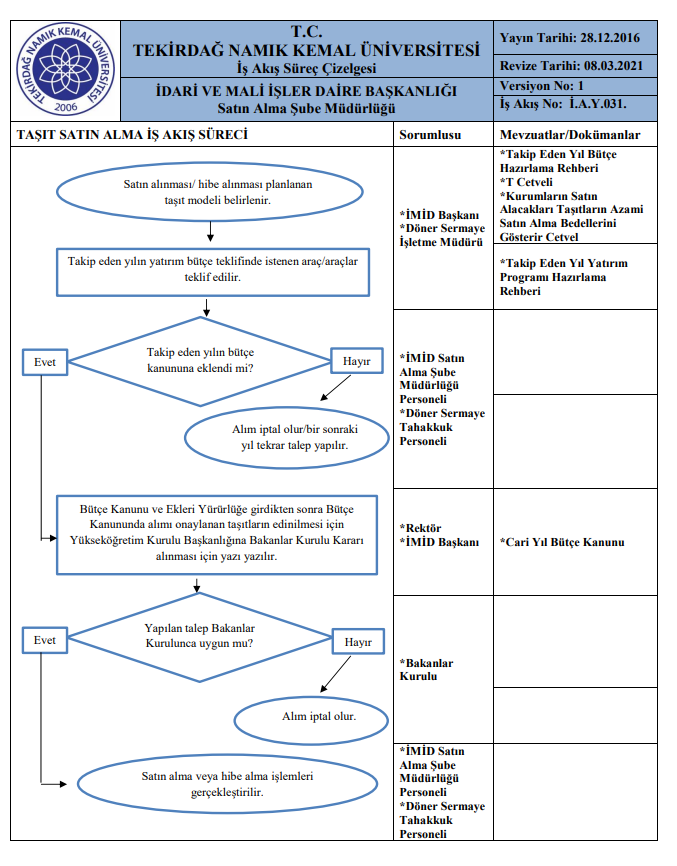 TEKİRDAĞ NAMIK KEMAL ÜNİVERSİTESİ
2006
T.C.
TEKİRDAĞ NAMIK KEMAL ÜNİVERSİTESİ
İş Akış Süreç Çizelgesi
İDARİ VE MALİ İŞLER DAİRE BAŞKANLIĞI
Satın Alma Şube Müdürlüğü
Yayın Tarihi: 28.12.2016
Revize Tarihi: 08.03.2021
Versiyon No: 1
İş Akış No:  İ.A.Y.031.
TAŞIT SATIN ALMA İŞ AKIŞ SÜRECİ
Sorumlusu
Mevzuatlar/Dokümanlar
Satın alınması/ hibe alınması planlanan
taşıt modeli belirlenir.
Takip eden yılın yatırım bütçe teklifinde istenen araç/araçlar
teklif edilir.
*İMİD Başkanı
*Döner Sermaye
İşletme Müdürü
*Takip Eden Yıl Bütçe
Hazırlama Rehberi
*T Cetveli
*Kurumların Satın
Alacakları Taşıtların Azami
Satın Alma Bedellerini
Gösterir Cetvel
*Takip Eden Yıl Yatırım
Programı Hazırlama
Rehberi
Evet
Takip eden yılın bütçe
kanununa eklendi mi?
Hayır
Alım iptal olur/bir sonraki
yıl tekrar talep yapılır.
*İMİD Satın
Alma Şube
Müdürlüğü
Personeli
*Döner Sermaye
Tahakkuk
Personeli
Bütçe Kanunu ve Ekleri Yürürlüğe girdikten sonra Bütçe
Kanununda alımı onaylanan taşıtların edinilmesi için
Yükseköğretim Kurulu Başkanlığına Bakanlar Kurulu Kararı
alınması için yazı yazılır.
*Rektör
*İMİD Başkanı
*Cari Yıl Bütçe Kanunu
Evet
Yapılan talep Bakanlar
Kurulunca uygun mu?
Hayır
Alım iptal olur.
*Bakanlar
Kurulu
Satın alma veya hibe alma işlemleri
gerçekleştirilir.
*İMİD Satın
Alma Şube
Müdürlüğü
Personeli
*Döner Sermaye
Tahakkuk
Personeli